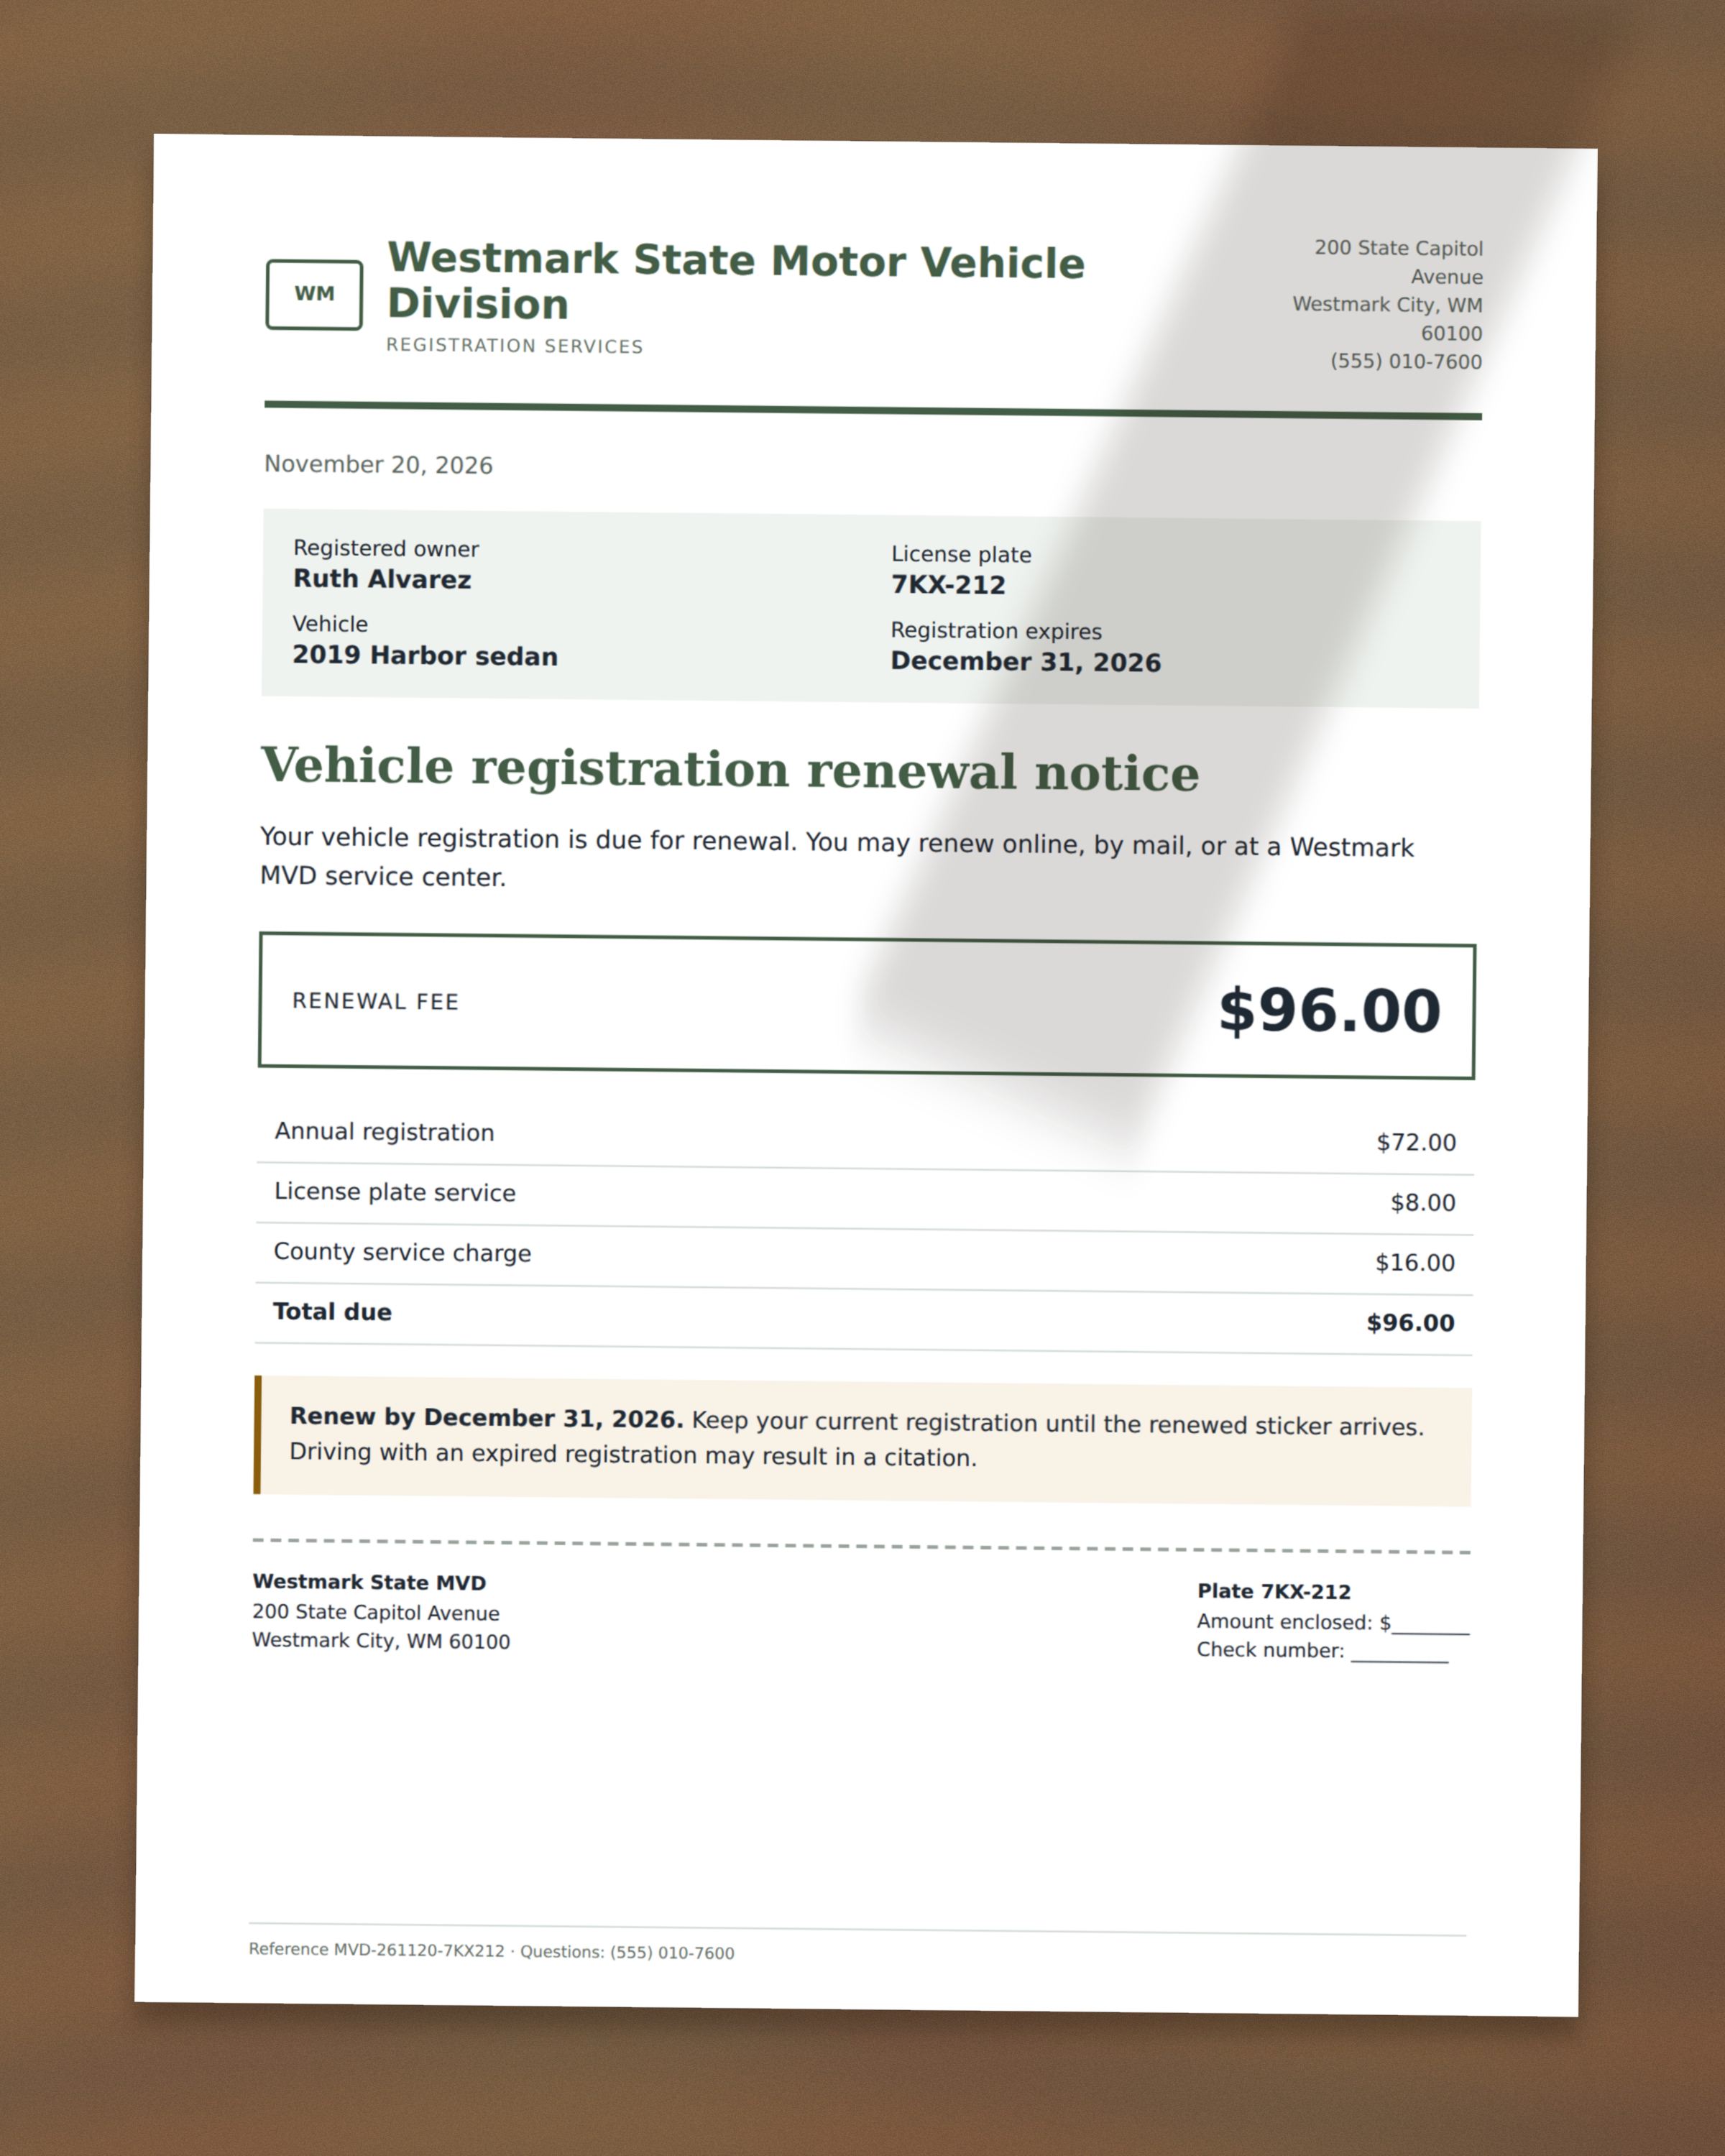 WM
Westmark State Motor Vehicle
Division
REGISTRATION SERVICES
200 State Capitol
Avenue
Westmark City, WM
60100
(555) 010-7600
November 20, 2026
Registered owner
Ruth Alvarez
License plate
7KX-212
Vehicle
2019 Harbor sedan
Registration expires
December 31, 2026
Vehicle registration renewal notice
Your vehicle registration is due for renewal. You may renew online, by mail, or at a Westmark
MVD service center.
RENEWAL FEE $96.00
Annual registration $72.00
License plate service $8.00
County service charge $16.00
Total due $96.00
Renew by December 31, 2026. Keep your current registration until the renewed sticker arrives.
Driving with an expired registration may result in a citation.
Westmark State MVD
200 State Capitol Avenue
Westmark City, WM 60100
Plate 7KX-212
Amount enclosed: $________
Check number: __________
Reference MVD-261120-7KX212 · Questions: (555) 010-7600